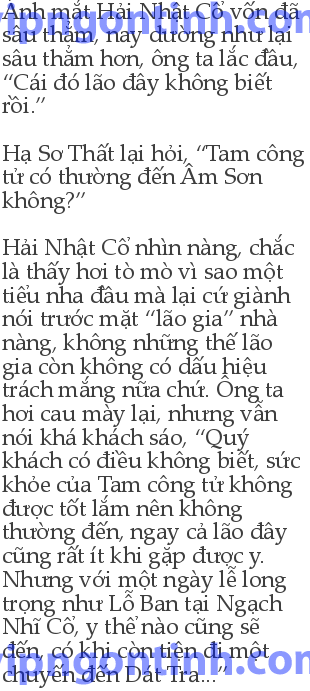 Ánh mắt Hải Nhật Cổ vốn đã
sâu thẳm, nay dường như lại
sâu thẳm hơn, ông ta lắc đầu,
“Cái đó lão đây không biết
rồi.”
Hạ Sơ Thất lại hỏi, “Tam công
tử có thường đến Âm Sơn
không?”
Hải Nhật Cổ nhìn nàng, chắc
là thấy hơi tò mò vì sao một
tiểu nha đầu mà lại cứ giành
nói trước mặt “lão gia” nhà
nàng, không những thế lão
gia còn không có dấu hiệu
trách mắng nữa chứ. Ông ta
hơi cau mày lại, nhưng vẫn
nói khá khách sáo, “Quý
khách có điều không biết, sức
khỏe của Tam công tử không
được tốt lắm nên không
thường đến, ngay cả lão đây
cũng rất ít khi gặp được y.
Nhưng với một ngày lễ long
trọng như Lỗ Ban tại Ngạch
Nhĩ Cổ, y thể nào cũng sẽ
đến, có khi còn tiện đi một
chuyến đến Dát Tra...”
vpngontinh.com
vpngontinh.com